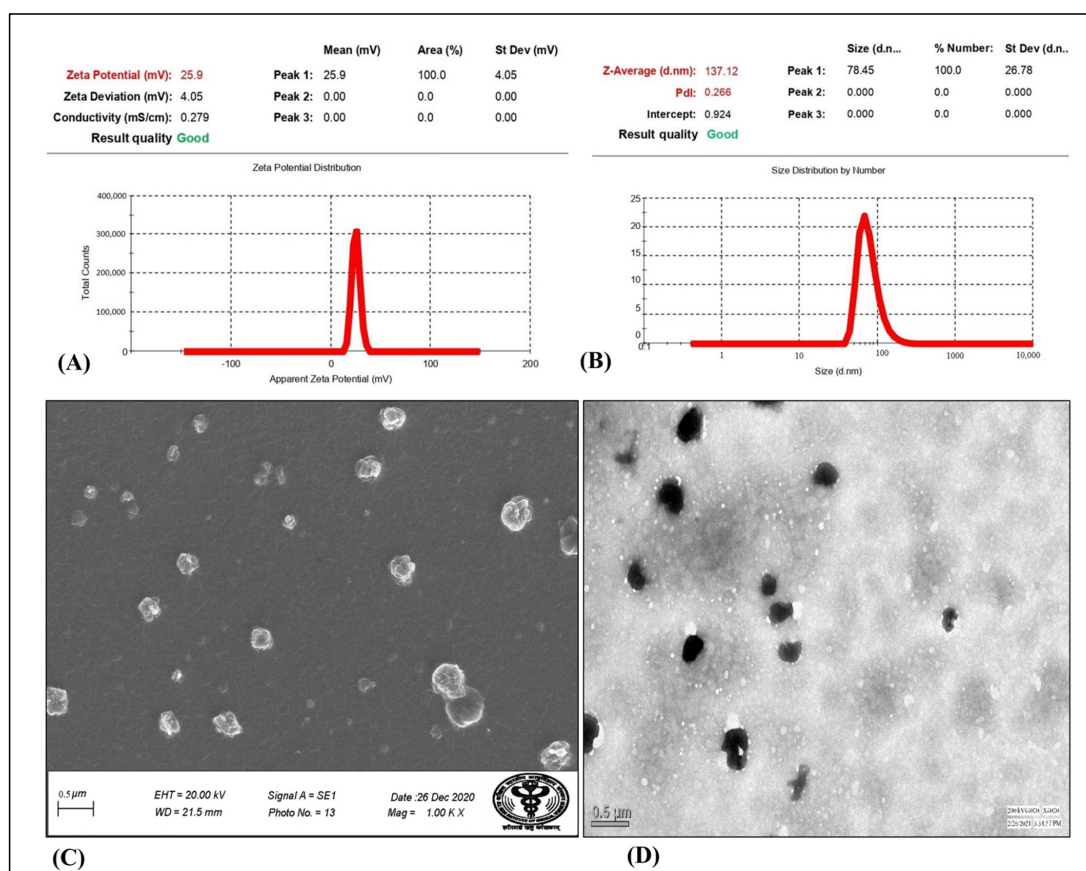 Mean (mV) Area (%) St Dev (mV)
Zeta Potential (mV): 25.9 Peak 1: 25.9 100.0 4.05
Zeta Deviation (mV): 4.05 Peak 2: 0.00 0.0 0.00
Conductivity (mS/cm): 0.279 Peak 3: 0.00 0.0 0.00
Result quality Good
Zeta Potential Distribution
400,000
300,000
200,000
100,000
0
Total Counts
-100 0 100 200
Apparent Zeta Potential (mV)
(A)
Size (d.n... % Number: St Dev (d.n..
Z-Average (d.nm): 137.12 Peak 1: 78.45 100.0 26.78
PdI: 0.266 Peak 2: 0.000 0.0 0.000
Intercept: 0.924 Peak 3: 0.000 0.0 0.000
Result quality Good
Size Distribution by Number
25
20
15
10
5
0
0.1 1 10 100 1000 10,000
Size (d.nm)
(B)
0.5 µm
EHT = 20.00 kV Signal A = SE1 Date :26 Dec 2020
WD = 21.5 mm Photo No. = 13 Mag = 1.00 K X
(C)
0.5 µm
2/26/2021
(D)